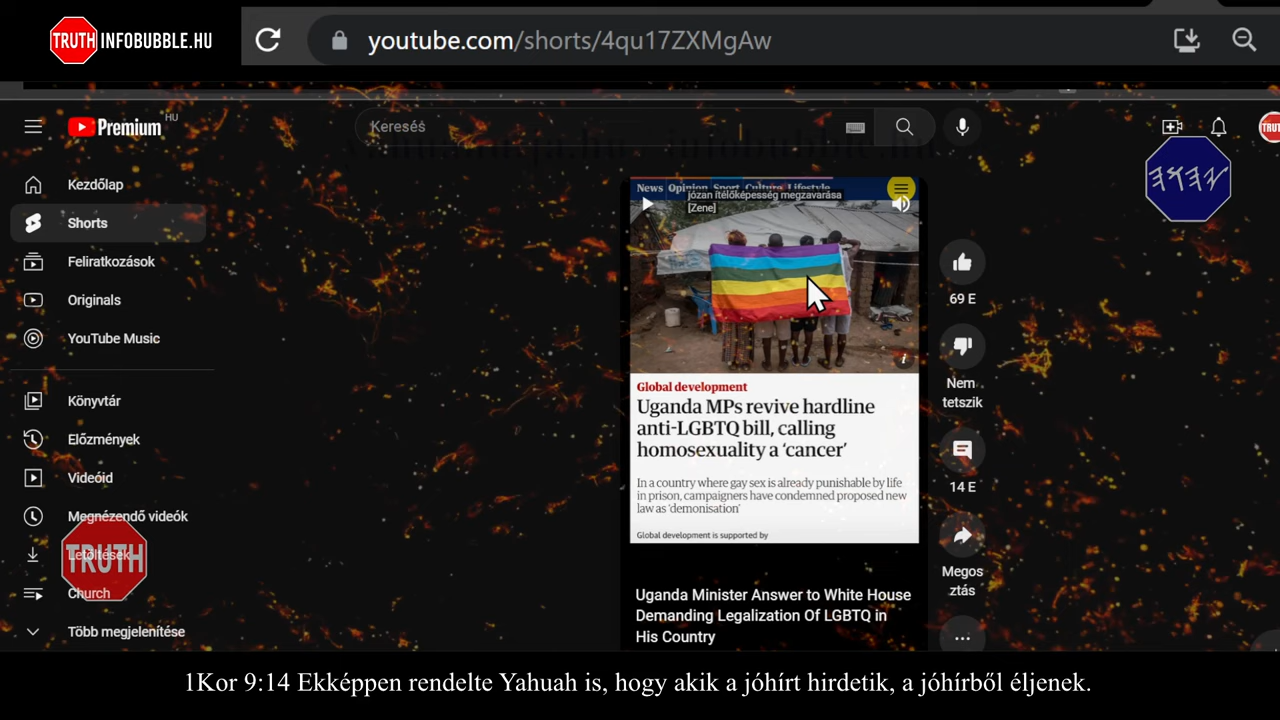 TRUTH INFOBUBBLE.HU
youtube.com/shorts/4qu17ZXMgAw
Premium HU
Keresés
TRUT
Kezdőlap
Shorts
Feliratkozások
Originals
YouTube Music
Könyvtár
Előzmények
Videóid
Megnézendő videók
Letöltések
TRUTH
Church
Több megjelenítése
News Opinion Sport Culture Lifestyle
józan ítélőképesség megzavarása
[Zene]
𐤉𐤄𐤅𐤄
Global development
Uganda MPs revive hardline
anti-LGBTQ bill, calling
homosexuality a ‘cancer’
In a country where gay sex is already punishable by life
in prison, campaigners have condemned proposed new
law as ‘demonisation’
Global development is supported by
Uganda Minister Answer to White House
Demanding Legalization Of LGBTQ in
His Country
69 E
Nem
tetszik
14 E
Megos
ztás
1Kor 9:14 Ekképpen rendelte Yahuah is, hogy akik a jóhírt hirdetik, a jóhírből éljenek.